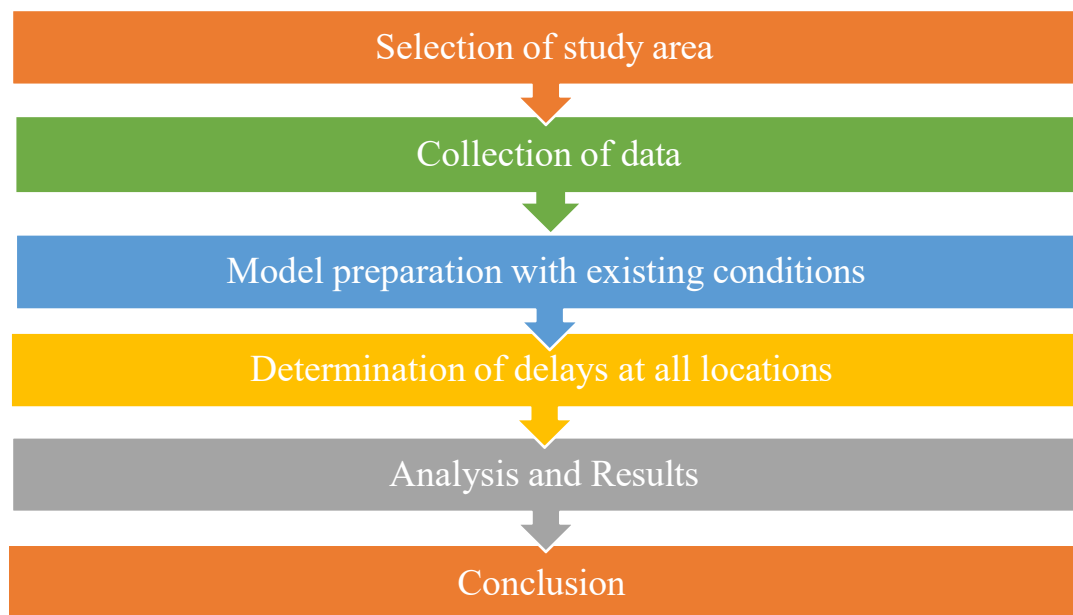 Selection of study area
Collection of data
Model preparation with existing conditions
Determination of delays at all locations
Analysis and Results
Conclusion